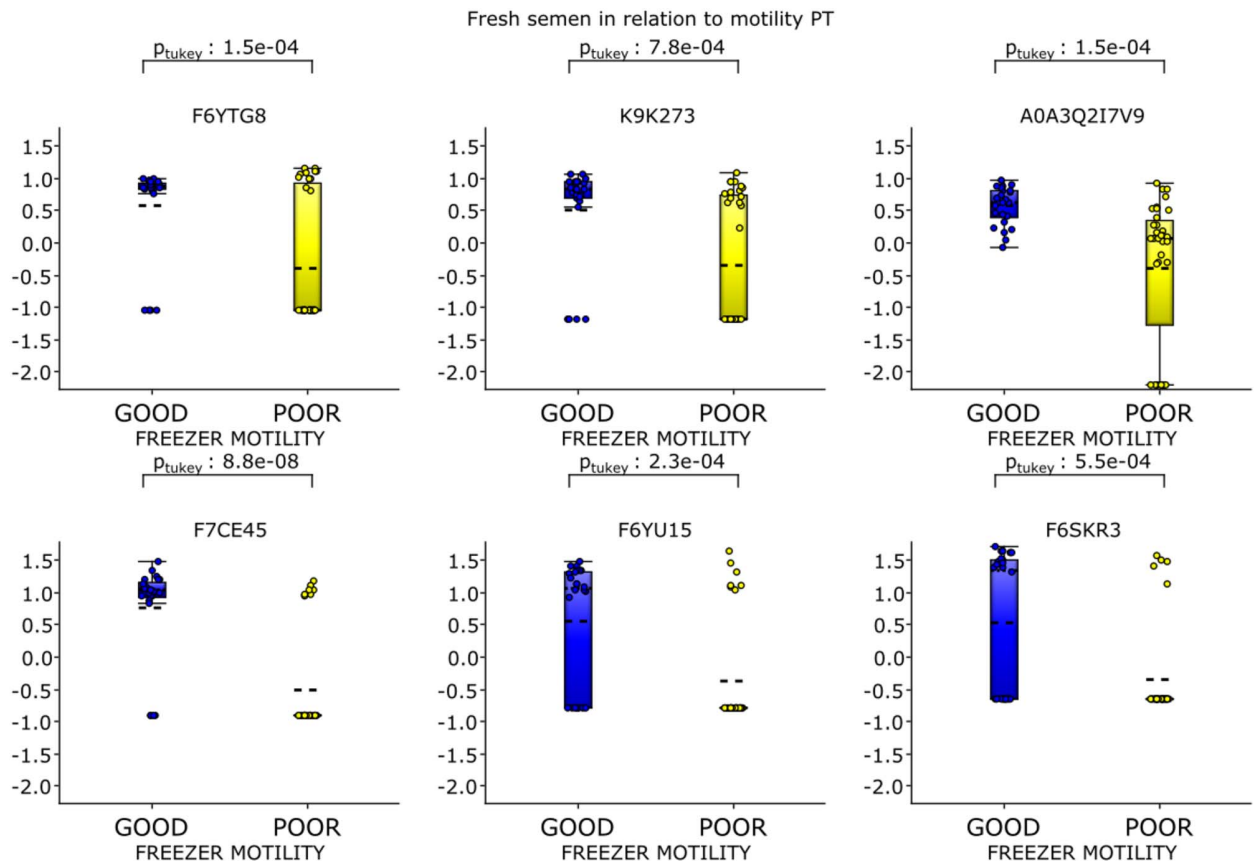 Fresh semen in relation to motility PT
ptukey : 1.5e-04 ptukey : 7.8e-04 ptukey : 1.5e-04
F6YTG8 K9K273 A0A3Q2I7V9
1.5 1.5 1.5
1.0 1.0 1.0
0.5 0.5 0.5
0.0 0.0 0.0
-0.5 -0.5 -0.5
-1.0 -1.0 -1.0
-1.5 -1.5 -1.5
-2.0 -2.0 -2.0
GOOD POOR GOOD POOR GOOD POOR
FREEZER MOTILITY FREEZER MOTILITY FREEZER MOTILITY
ptukey : 8.8e-08 ptukey : 2.3e-04 ptukey : 5.5e-04
F7CE45 F6YU15 F6SKR3
1.5 1.5 1.5
1.0 1.0 1.0
0.5 0.5 0.5
0.0 0.0 0.0
-0.5 -0.5 -0.5
-1.0 -1.0 -1.0
-1.5 -1.5 -1.5
-2.0 -2.0 -2.0
GOOD POOR GOOD POOR GOOD POOR
FREEZER MOTILITY FREEZER MOTILITY FREEZER MOTILITY